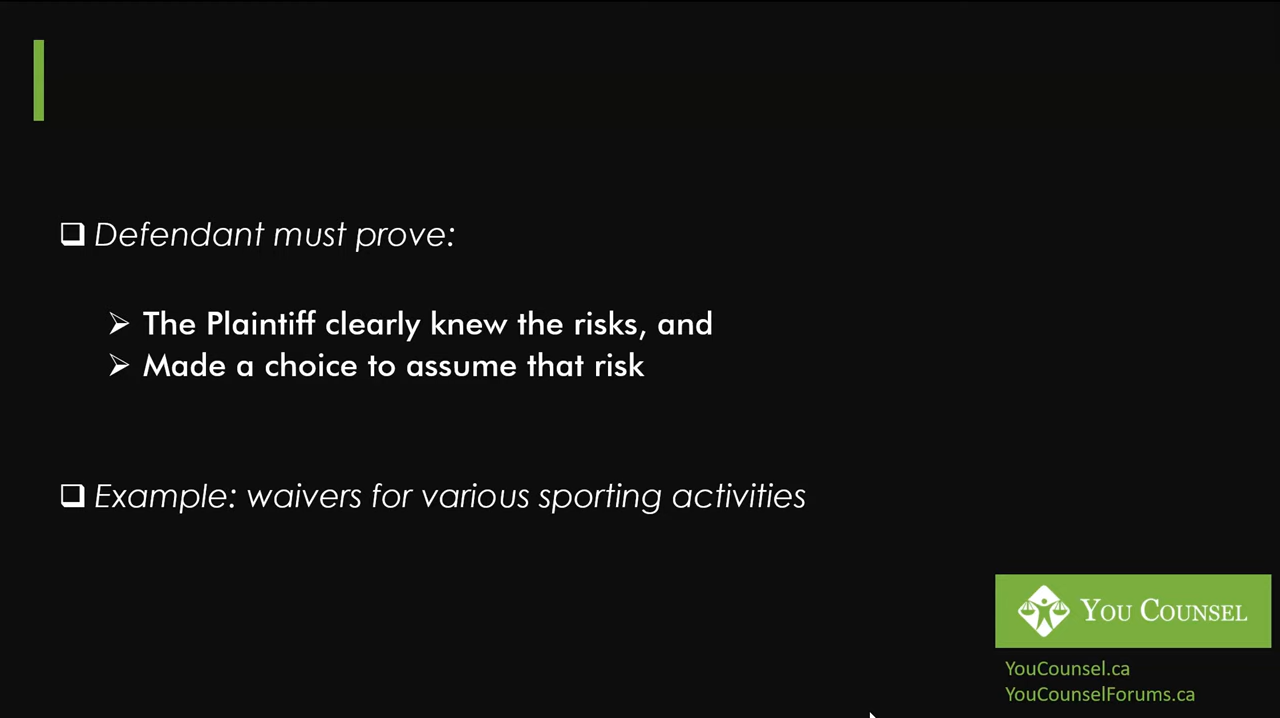 Defendant must prove:
The Plaintiff clearly knew the risks, and
Made a choice to assume that risk
Example: waivers for various sporting activities
YOU COUNSEL
YouCounsel.ca
YouCounselForums.ca